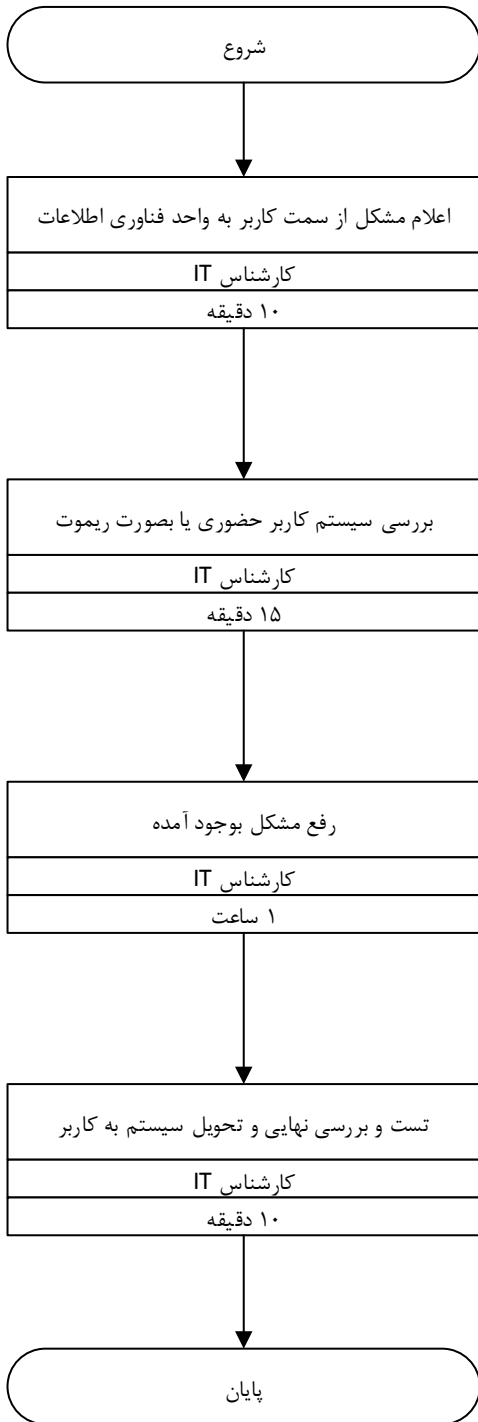 شروع
اعلام مشکل از سمت کاربر به واحد فناوری اطلاعات
کارشناس IT
۱۰ دقیقه
بررسی سیستم کاربر حضوری یا بصورت ریموت
کارشناس IT
۱۵ دقیقه
رفع مشکل بوجود آمده
کارشناس IT
۱ ساعت
تست و بررسی نهایی و تحویل سیستم به کاربر
کارشناس IT
۱۰ دقیقه
پایان